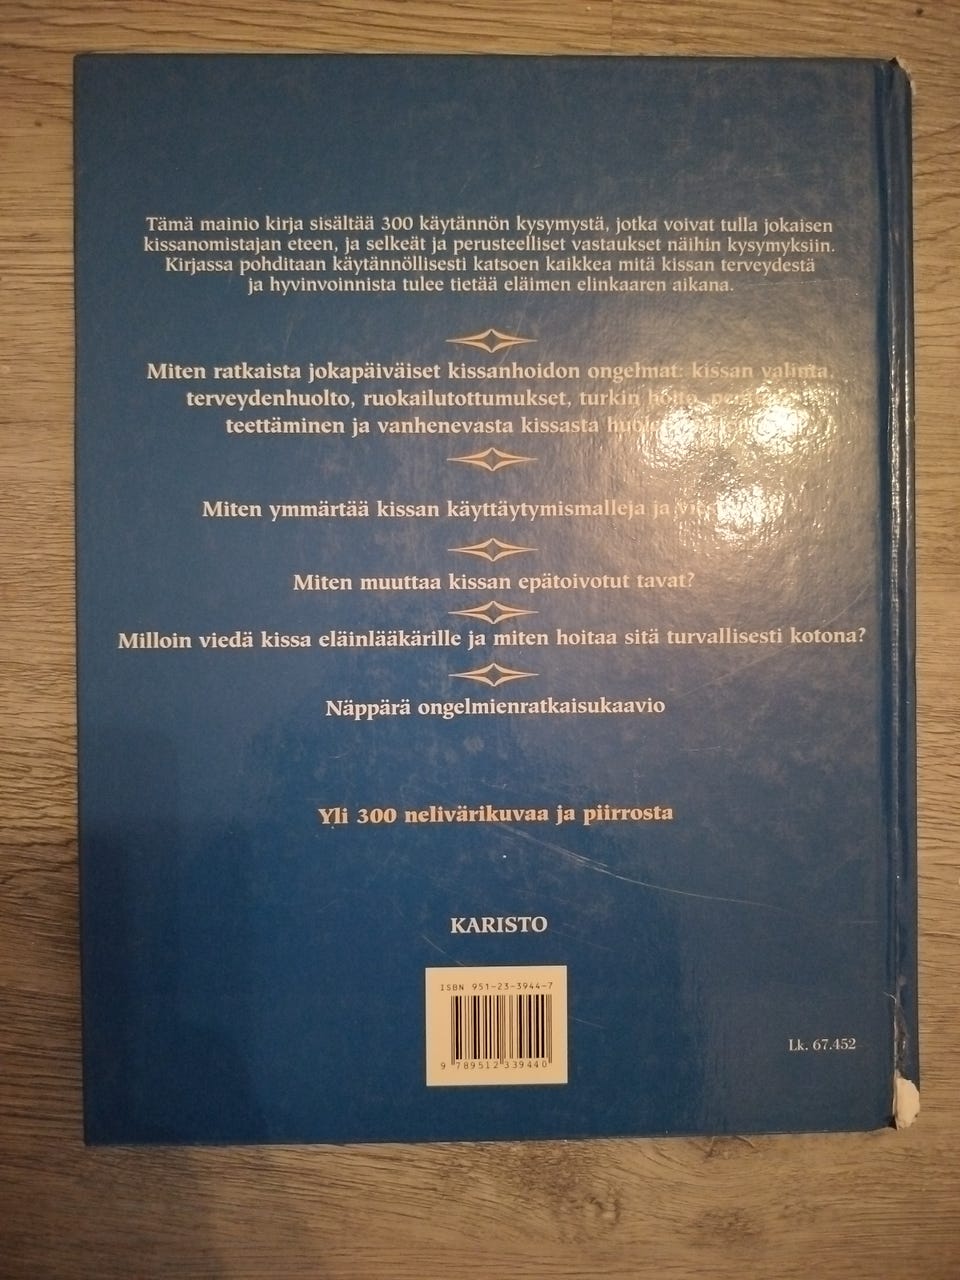 Tämä mainio kirja sisältää 300 käytännön kysymystä, jotka voivat tulla jokaisen
kissanomistajan eteen, ja selkeät ja perusteelliset vastaukset näihin kysymyksiin.
Kirjassa pohditaan käytännöllisesti katsoen kaikkea mitä kissan terveydestä
ja hyvinvoinnista tulee tietää eläimen elinkaaren aikana.
Miten ratkaista jokapäiväiset kissanhoidon ongelmat: kissan valinta,
terveydenhuolto, ruokailutottumukset, turkin hoito,
teettäminen ja vanhenevasta kissasta
Miten ymmärtää kissan käyttäytymismalleja ja
Miten muuttaa kissan epätoivotut tavat?
Milloin viedä kissa eläinlääkärille ja miten hoitaa sitä turvallisesti kotona?
Näppärä ongelmienratkaisukaavio
Yli 300 nelivärikuvaa ja piirrosta
KARISTO
ISBN 951-23-3944-7
9 789512 339440
Lk. 67.452